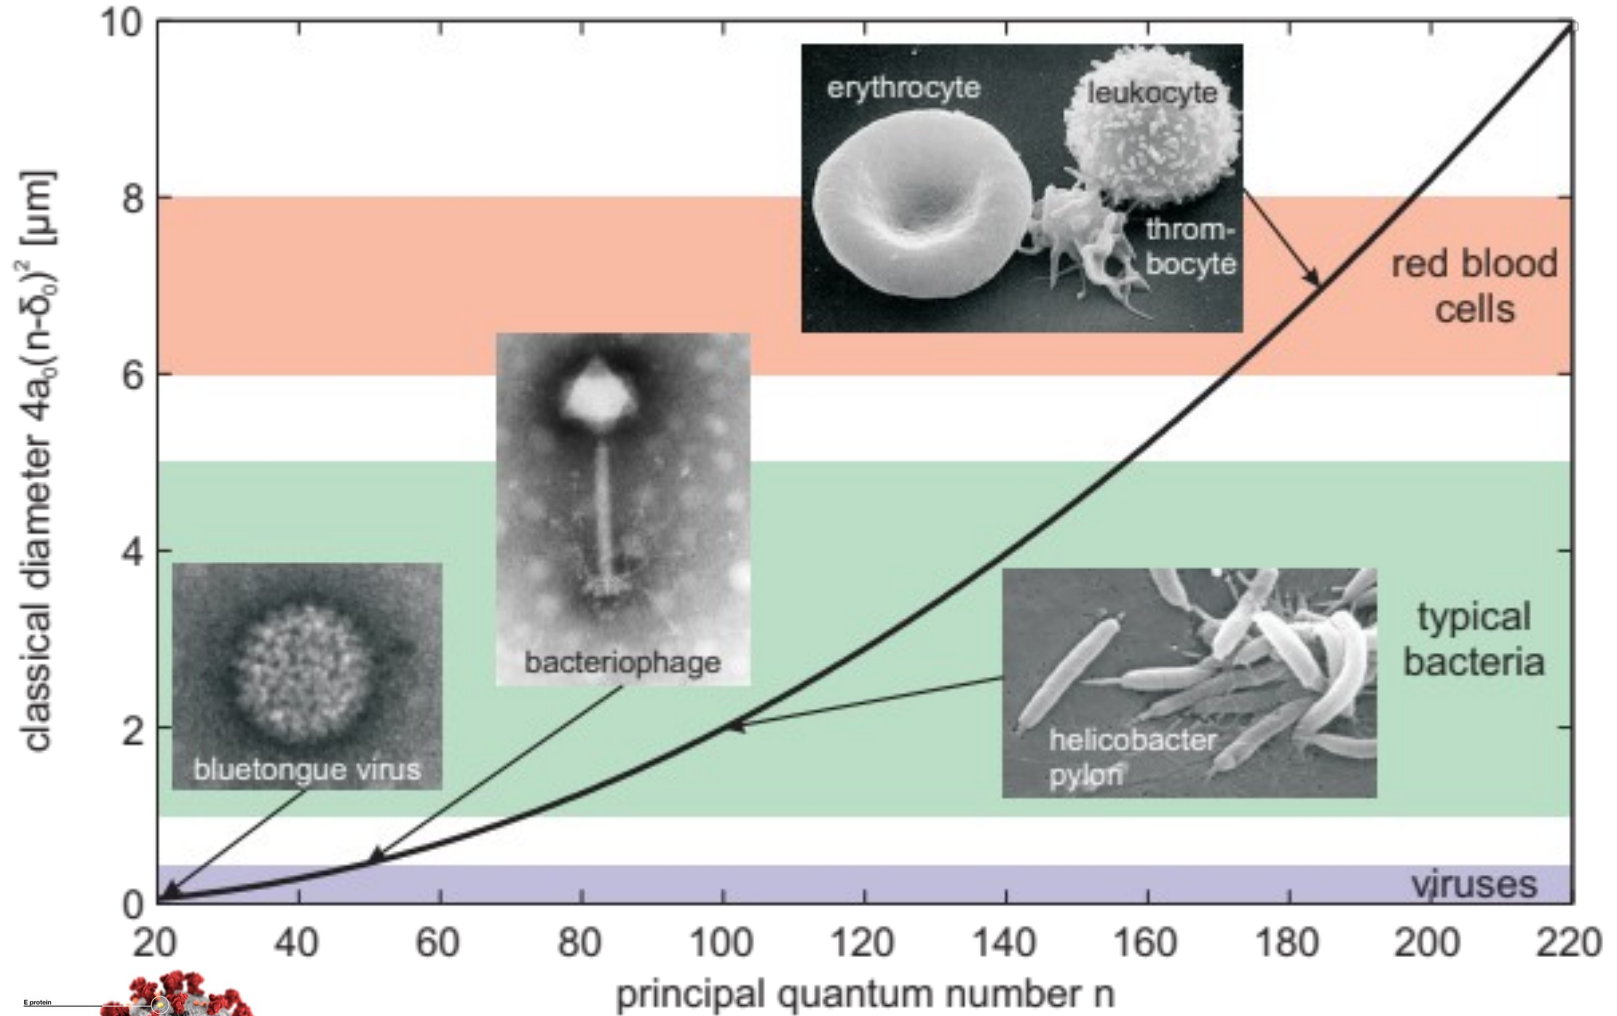 10
8
6
4
2
0
classical diameter 4a₀(n-δ₀)² [µm]
erythrocyte
leukocyte
throm-
bocyte
red blood
cells
bacteriophage
bluetongue virus
typical
bacteria
helicobacter
pylori
viruses
20 40 60 80 100 120 140 160 180 200 220
principal quantum number n
E protein